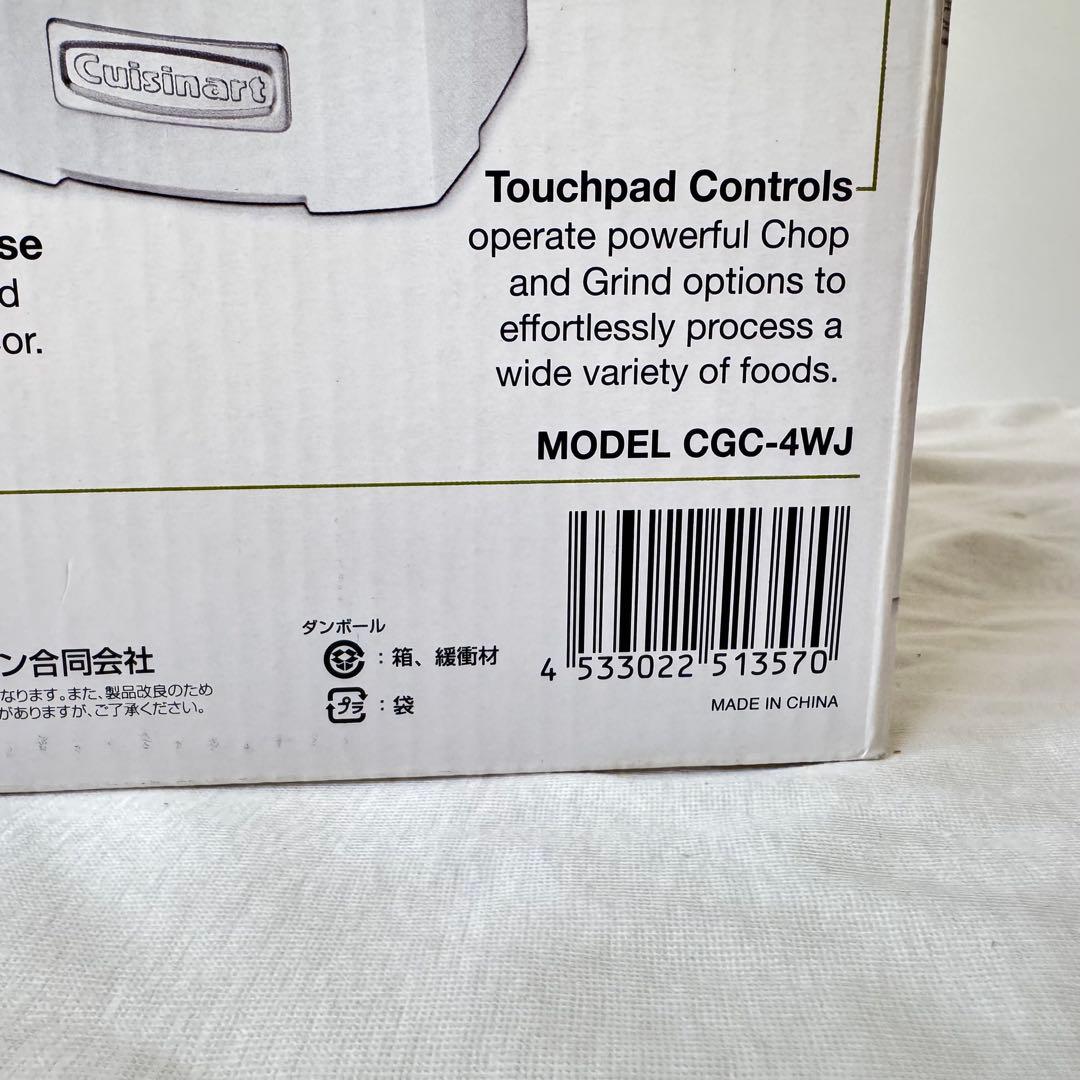 Cuisinart
Touchpad Controls
operate powerful Chop
and Grind options to
effortlessly process a
wide variety of foods.
se
d
or.
MODEL CGC-4WJ
ダンボール
：箱、緩衝材
プラ：袋
ン合同会社
なります。また、製品改良のため
がありますが、ご了承ください。
4 533022 513570
MADE IN CHINA